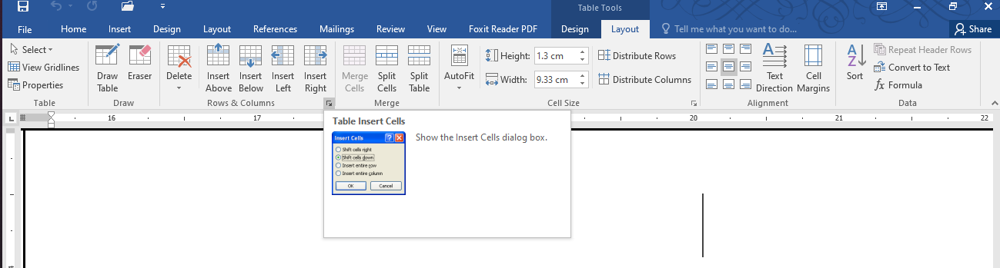 Table Tools
File Home Insert Design Layout References Mailings Review View Foxit Reader PDF Design Layout Tell me what you want to do... Share
Select
View Gridlines
Properties
Table
Draw Table
Eraser
Draw
Delete
Insert Above
Insert Below
Insert Left
Insert Right
Rows & Columns
Merge Cells
Split Cells
Split Table
Merge
AutoFit
Height: 1.3 cm
Width: 9.33 cm
Distribute Rows
Distribute Columns
Cell Size
Text Direction
Cell Margins
Alignment
A Z
Sort
Repeat Header Rows
Convert to Text
fx Formula
Data
L 16 17 20 21 22
Table Insert Cells
Show the Insert Cells dialog box.
Insert Cells
Shift cells right
Shift cells down
Insert entire row
Insert entire column
OK Cancel